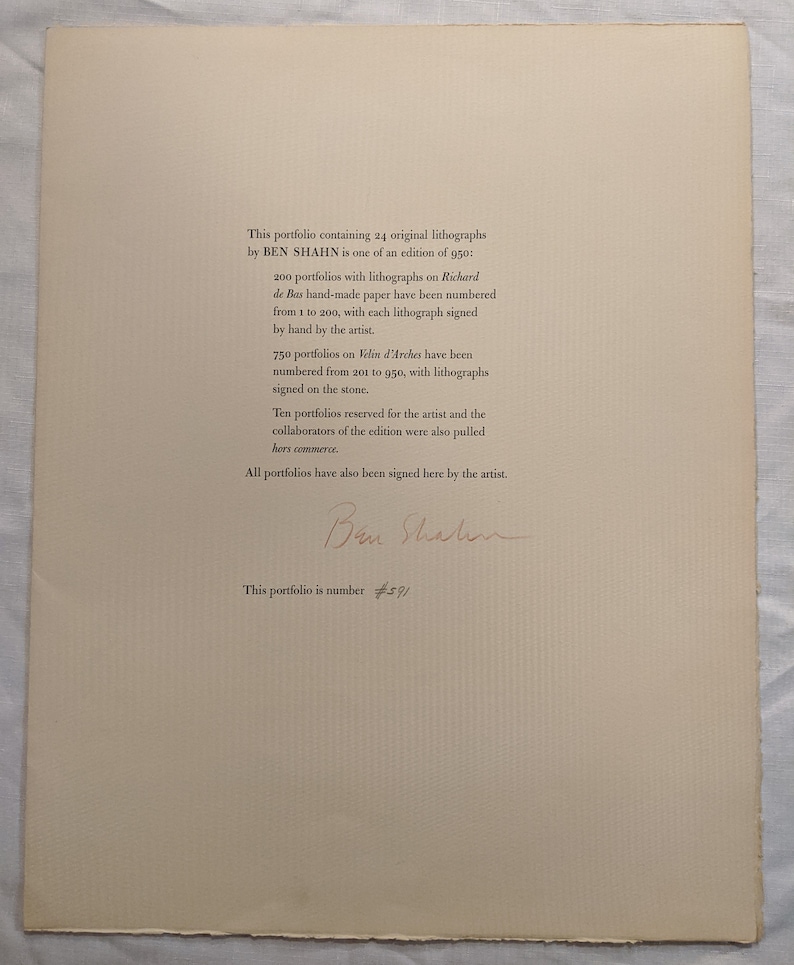 This portfolio containing 24 original lithographs
by BEN SHAHN is one of an edition of 950:
200 portfolios with lithographs on Richard
de Bas hand-made paper have been numbered
from 1 to 200, with each lithograph signed
by hand by the artist.
750 portfolios on Velin d'Arches have been
numbered from 201 to 950, with lithographs
signed on the stone.
Ten portfolios reserved for the artist and the
collaborators of the edition were also pulled
hors commerce.
All portfolios have also been signed here by the artist.
Ben Shahn
This portfolio is number #591